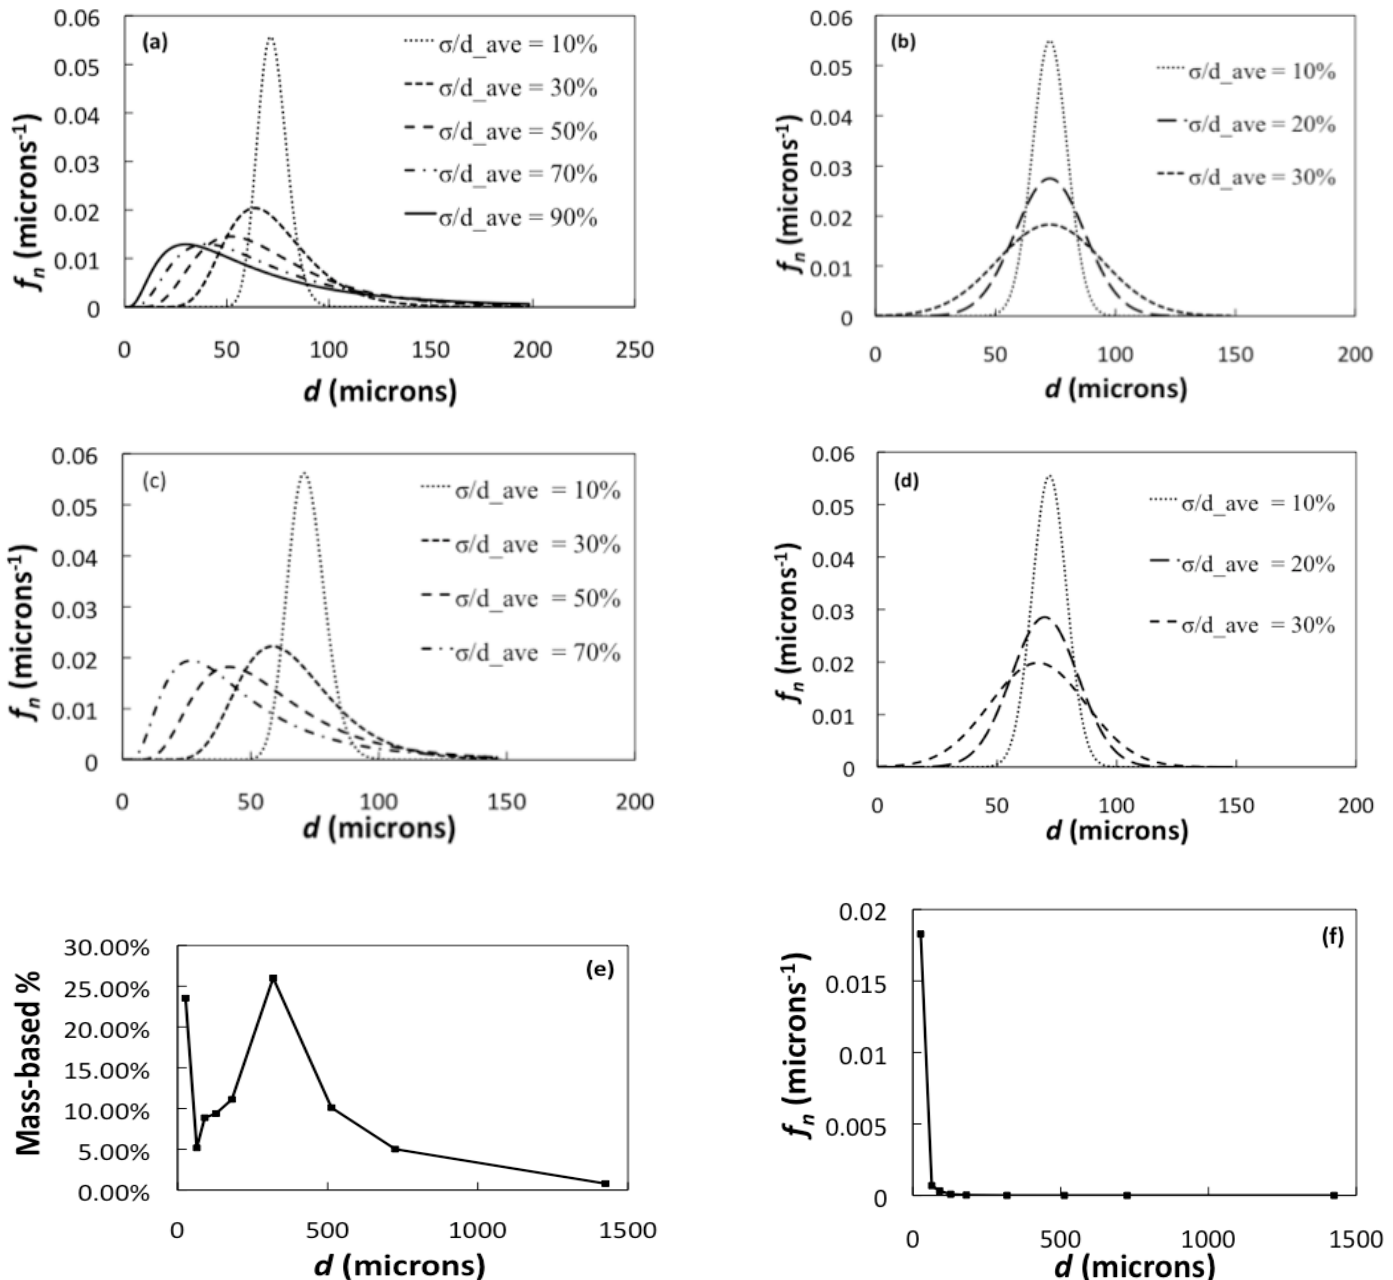 (a)
0.06
0.05
0.04
0.03
0.02
0.01
0
fn (microns-1)
σ/d_ave = 10%
σ/d_ave = 30%
σ/d_ave = 50%
σ/d_ave = 70%
σ/d_ave = 90%
0 50 100 150 200 250
d (microns)
(b)
0.06
0.05
0.04
0.03
0.02
0.01
0
fn (microns-1)
σ/d_ave = 10%
σ/d_ave = 20%
σ/d_ave = 30%
0 50 100 150 200
d (microns)
(c)
0.06
0.05
0.04
0.03
0.02
0.01
0
fn (microns-1)
σ/d_ave = 10%
σ/d_ave = 30%
σ/d_ave = 50%
σ/d_ave = 70%
0 50 100 150 200
d (microns)
(d)
0.06
0.05
0.04
0.03
0.02
0.01
0
fn (microns-1)
σ/d_ave = 10%
σ/d_ave = 20%
σ/d_ave = 30%
0 50 100 150 200
d (microns)
(e)
30.00%
25.00%
20.00%
15.00%
10.00%
5.00%
0.00%
Mass-based %
0 500 1000 1500
d (microns)
(f)
0.02
0.015
0.01
0.005
0
fn (microns-1)
0 500 1000 1500
d (microns)